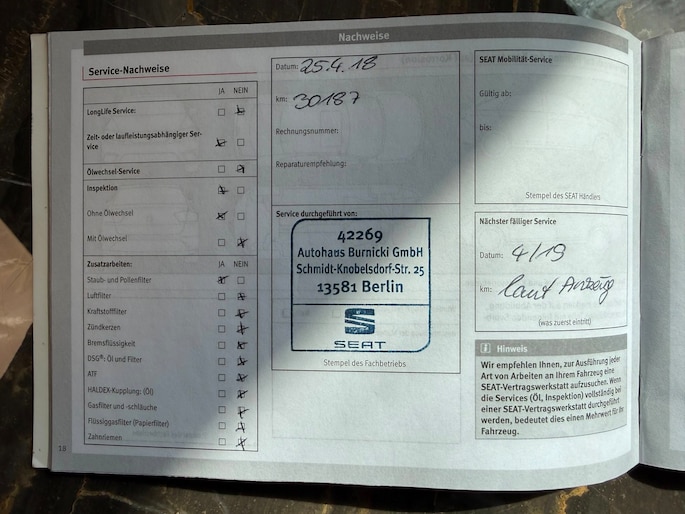 Nachweise
Service-Nachweise
JA NEIN
LongLife Service:
Zeit- oder laufleistungsabhängiger Ser-
vice
Ölwechsel-Service
Inspektion
Ohne Ölwechsel
Mit Ölwechsel
Zusatzarbeiten: JA NEIN
Staub- und Pollenfilter
Luftfilter
Kraftstofffilter
Zündkerzen
Bremsflüssigkeit
DSG®: Öl und Filter
ATF
HALDEX-Kupplung: (Öl)
Gasfilter und -schläuche
Flüssiggasfilter (Papierfilter)
Zahnriemen
18
Datum: 25.4.18
km: 30187
Rechnungsnummer:
Reparaturempfehlung:
Service durchgeführt von:
42269
Autohaus Burnicki GmbH
Schmidt-Knobelsdorf-Str. 25
13581 Berlin
SEAT
Stempel des Fachbetriebs
SEAT Mobilität-Service
Gültig ab:
bis:
Stempel des SEAT Händlers
Nächster fälliger Service
Datum: 4/19
km: laut Anzeige
(was zuerst eintritt)
i Hinweis
Wir empfehlen Ihnen, zur Ausführung jeder
Art von Arbeiten an Ihrem Fahrzeug eine
SEAT-Vertragswerkstatt aufzusuchen. Wenn
die Services (Öl, Inspektion) vollständig bei
einer SEAT-Vertragswerkstatt durchgeführt
werden, bedeutet dies einen Mehrwert für Ihr
Fahrzeug.